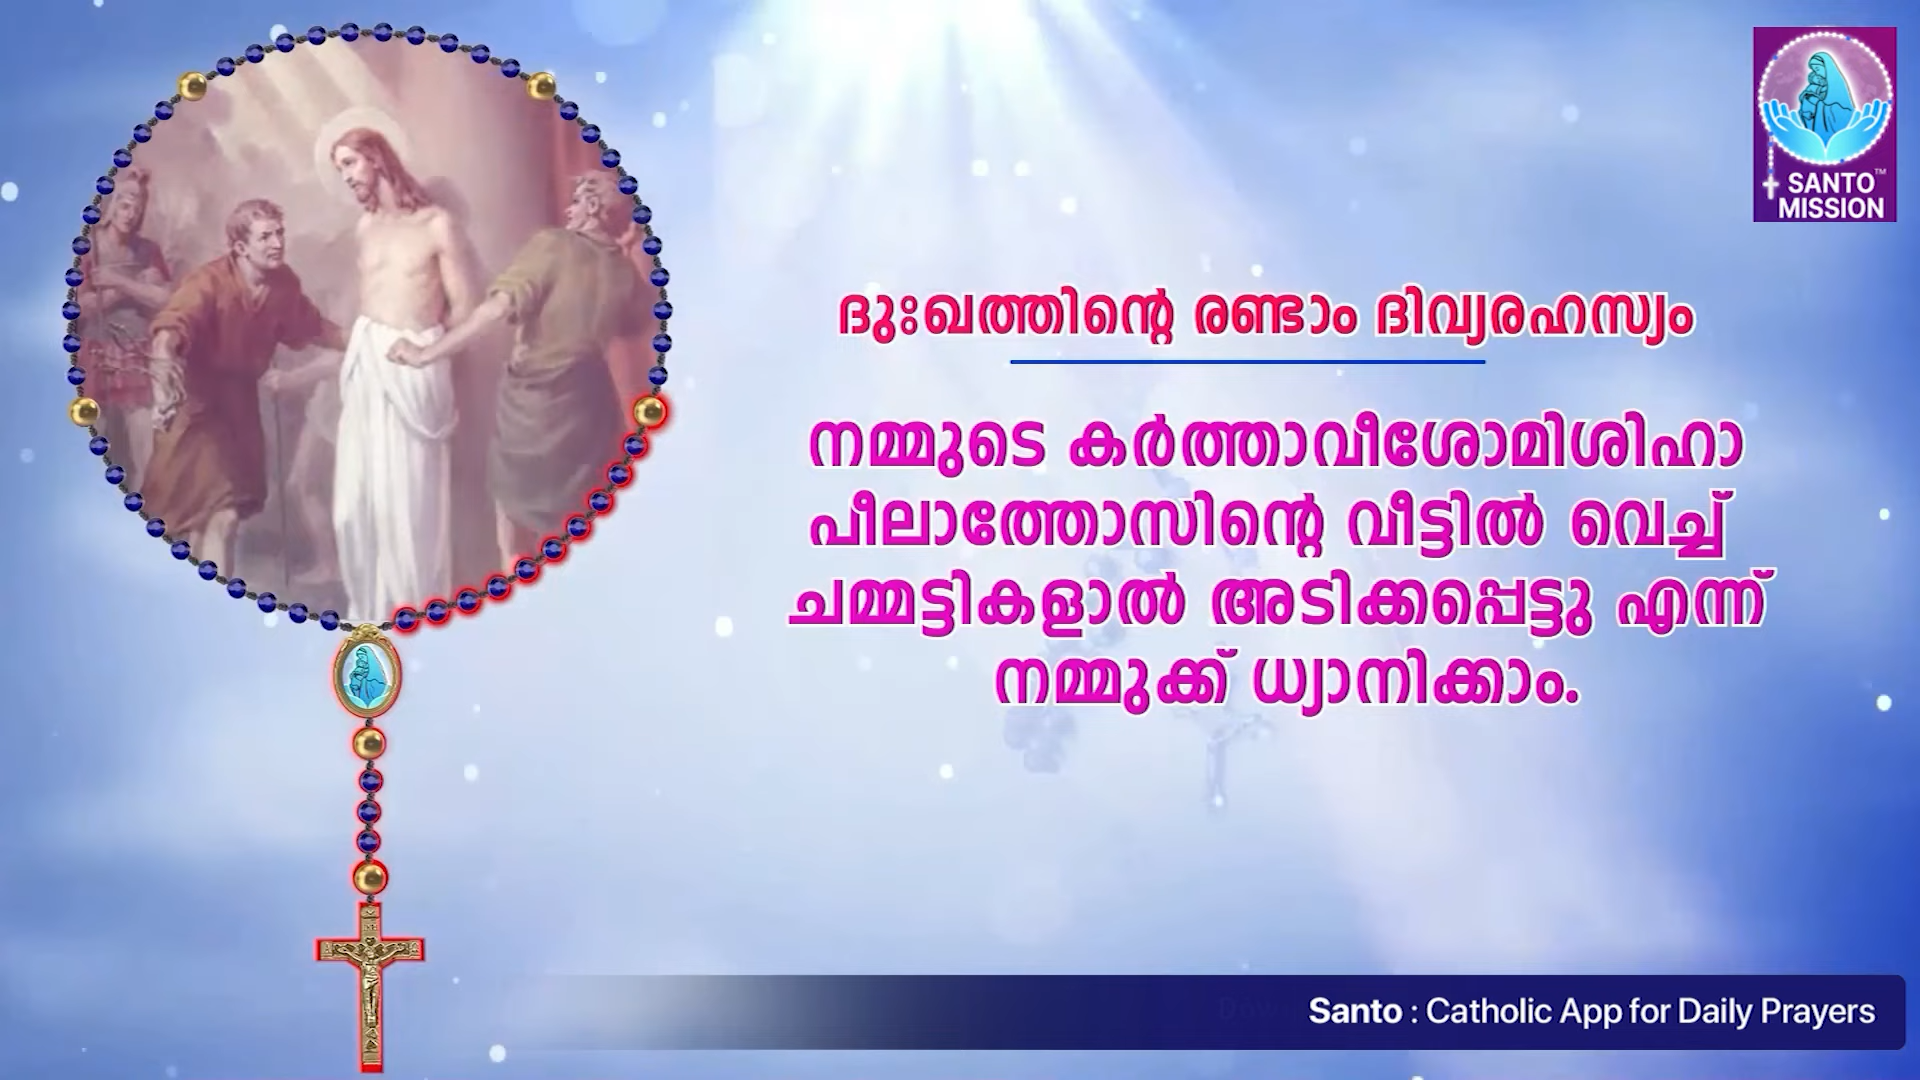 SANTO™
MISSION
ദുഃഖത്തിന്റെ രണ്ടാം ദിവ്യരഹസ്യം
നമ്മുടെ കർത്താവീശോമിശിഹാ
പീലാത്തോസിന്റെ വീട്ടിൽ വെച്ച്
ചമ്മട്ടികളാൽ അടിക്കപ്പെട്ടു എന്ന്
നമ്മുക്ക് ധ്യാനിക്കാം.
Santo : Catholic App for Daily Prayers